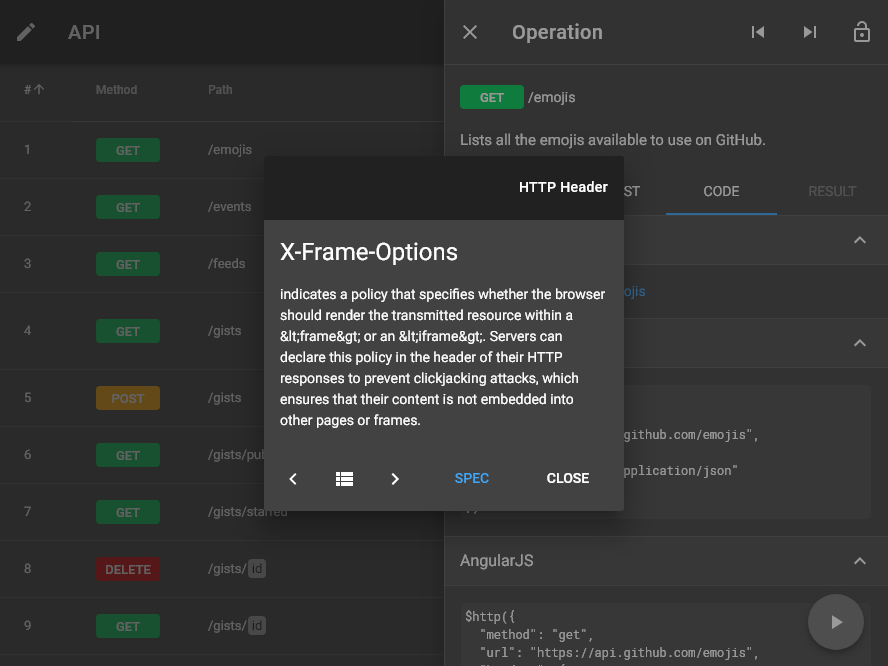 API
# Method Path
1 GET /emojis
2 GET /events
3 GET /feeds
4 GET /gists
5 POST /gists
6 GET /gists/pu
7 GET /gists/starred
8 DELETE /gists/ id
9 GET /gists/ id
Operation
GET /emojis
Lists all the emojis available to use on GitHub.
ST CODE RESULT
ojis
github.com/emojis",
pplication/json"
AngularJS
$http({
"method": "get",
"url": "https://api.github.com/emojis",
HTTP Header
X-Frame-Options
indicates a policy that specifies whether the browser
should render the transmitted resource within a
&lt;frame&gt; or an &lt;iframe&gt;. Servers can
declare this policy in the header of their HTTP
responses to prevent clickjacking attacks, which
ensures that their content is not embedded into
other pages or frames.
SPEC CLOSE